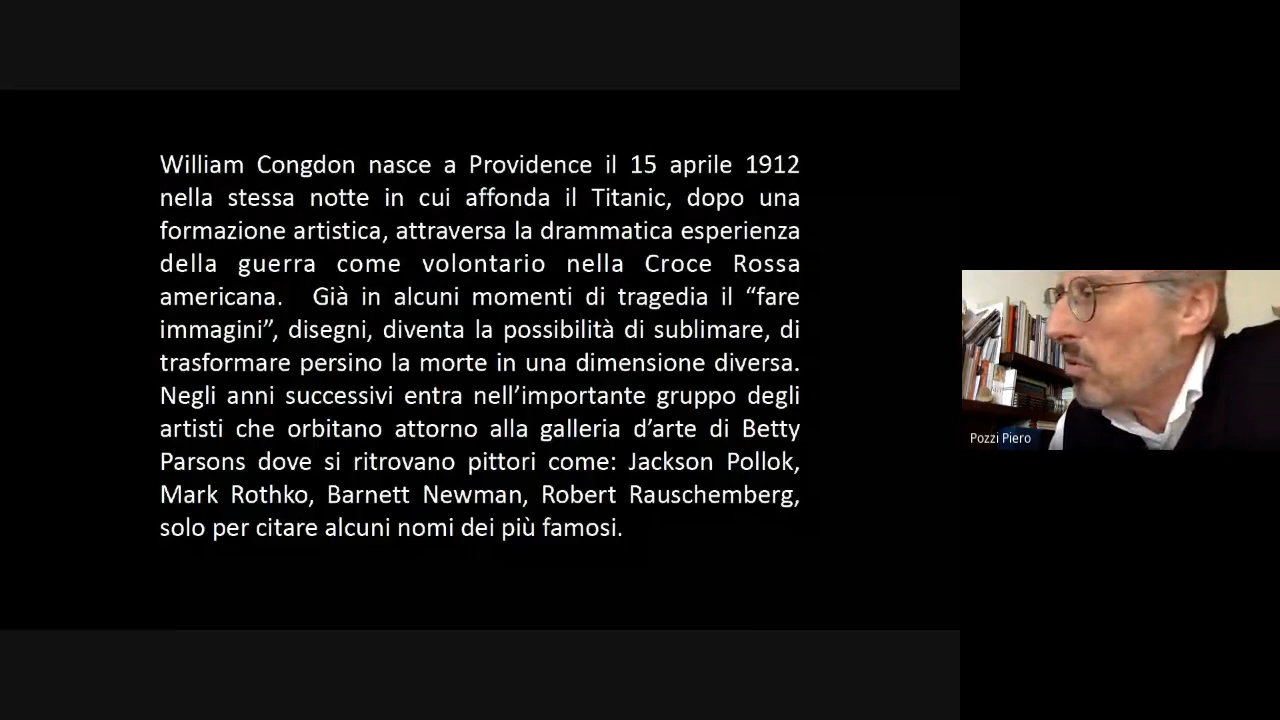 William Congdon nasce a Providence il 15 aprile 1912
nella stessa notte in cui affonda il Titanic, dopo una
formazione artistica, attraversa la drammatica esperienza
della guerra come volontario nella Croce Rossa
americana.  Già in alcuni momenti di tragedia il “fare
immagini”, disegni, diventa la possibilità di sublimare, di
trasformare persino la morte in una dimensione diversa.
Negli anni successivi entra nell’importante gruppo degli
artisti che orbitano attorno alla galleria d’arte di Betty
Parsons dove si ritrovano pittori come: Jackson Pollok,
Mark Rothko, Barnett Newman, Robert Rauschemberg,
solo per citare alcuni nomi dei più famosi.
Pozzi Piero